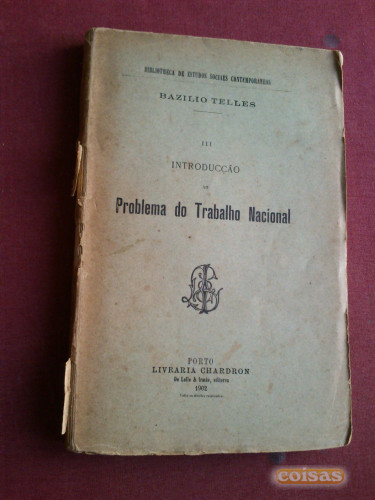 BIBLIOTHECA DE ESTUDOS SOCIAES CONTEMPORANEOS
BAZILIO TELLES
III
INTRODUCÇÃO
AO
Problema do Trabalho Nacional
PORTO
LIVRARIA CHARDRON
De Lello & Irmão, editores
1902
coisas